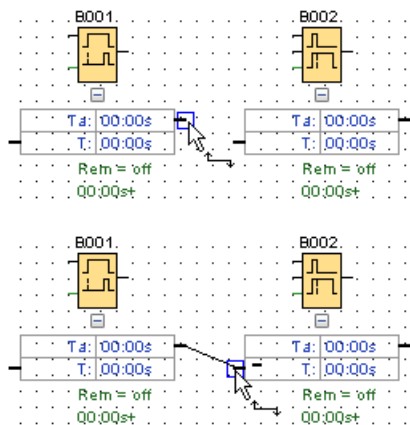 B001 B002
Ta: 00:00s Ta: 00:00s
T: 00:00s T: 00:00s
Rem = off Rem = off
00:00s+ 00:00s+
B001 B002
Ta: 00:00s Ta: 00:00s
T: 00:00s T: 00:00s
Rem = off Rem = off
00:00s+ 00:00s+